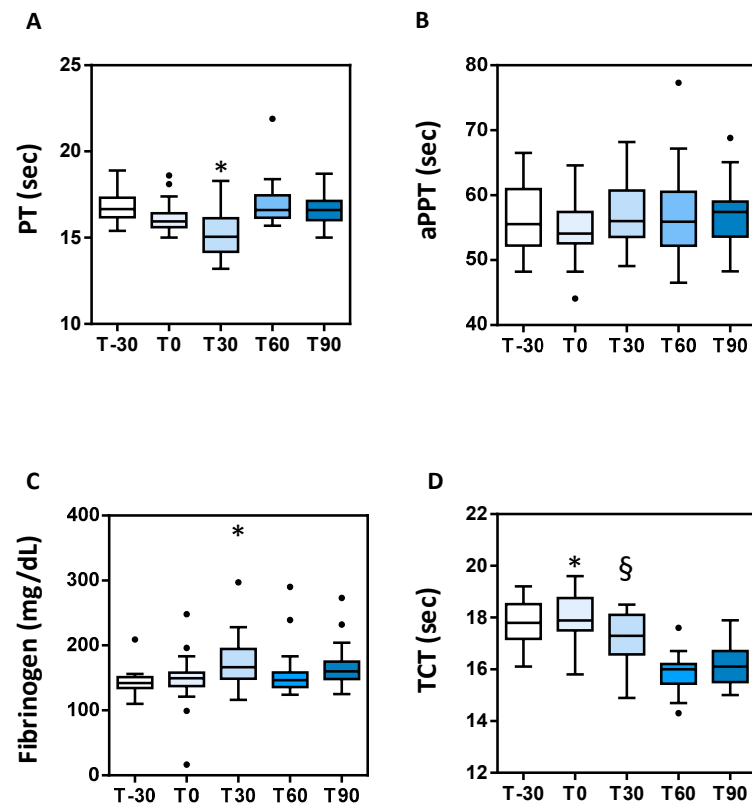 A
PT (sec)
25
20
15
10
*
T-30 T0 T30 T60 T90
B
aPPT (sec)
80
70
60
50
40
T-30 T0 T30 T60 T90
C
Fibrinogen (mg/dL)
400
300
200
100
0
*
T-30 T0 T30 T60 T90
D
TCT (sec)
22
20
18
16
14
12
* §
T-30 T0 T30 T60 T90